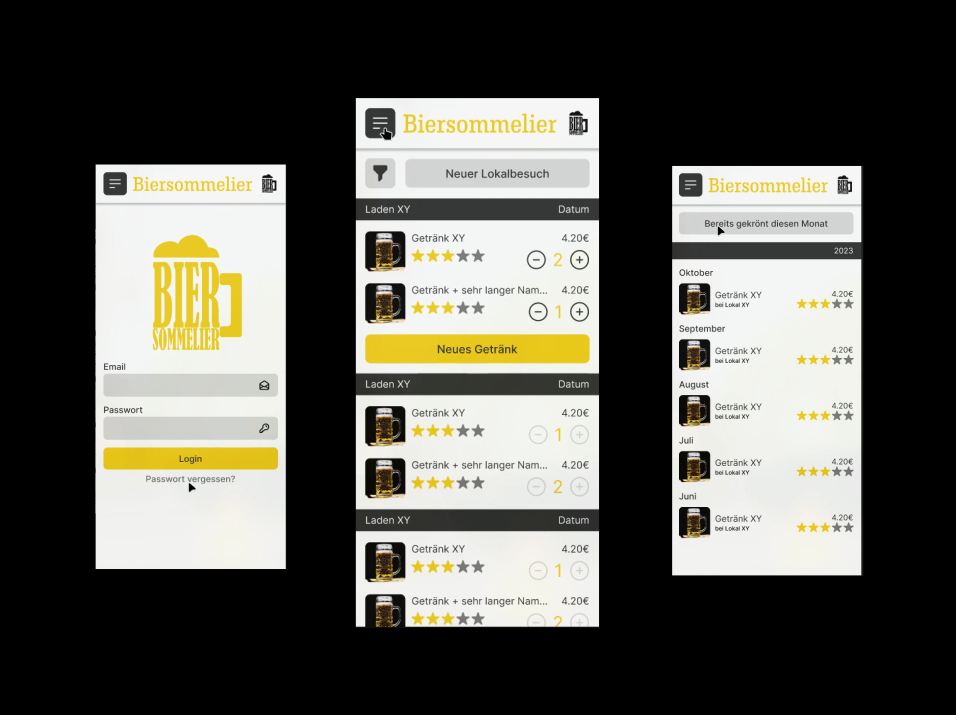 Biersommelier
BIER
SOMMELIER
Email
Passwort
Login
Passwort vergessen?
Biersommelier
Neuer Lokalbesuch
Laden XY Datum
Getränk XY 4.20€
2
Getränk + sehr langer Nam... 4.20€
1
Neues Getränk
Laden XY Datum
Getränk XY 4.20€
1
Getränk + sehr langer Nam... 4.20€
2
Laden XY Datum
Getränk XY 4.20€
1
Getränk + sehr langer Nam... 4.20€
2
Biersommelier
Bereits gekrönt diesen Monat
2023
Oktober
Getränk XY 4.20€
bei Lokal XY
September
Getränk XY 4.20€
bei Lokal XY
August
Getränk XY 4.20€
bei Lokal XY
Juli
Getränk XY 4.20€
bei Lokal XY
Juni
Getränk XY 4.20€
bei Lokal XY